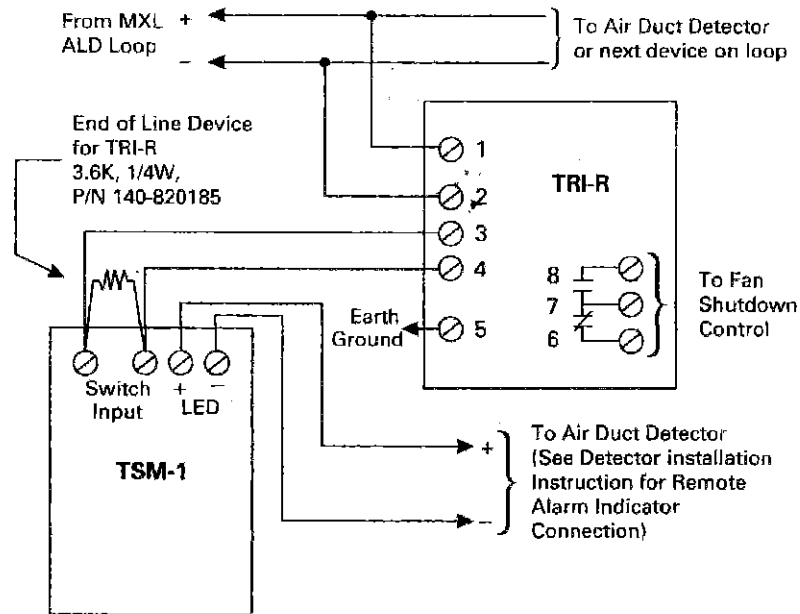 From MXL +
ALD Loop
−
To Air Duct Detector
or next device on loop
End of Line Device
for TRI-R
3.6K, 1/4W,
P/N 140-820185
TRI-R
1
2
3
4
5
Earth
Ground
8
7
6
To Fan
Shutdown
Control
Switch
Input
+ −
LED
TSM-1
+
−
To Air Duct Detector
(See Detector installation
Instruction for Remote
Alarm Indicator
Connection)